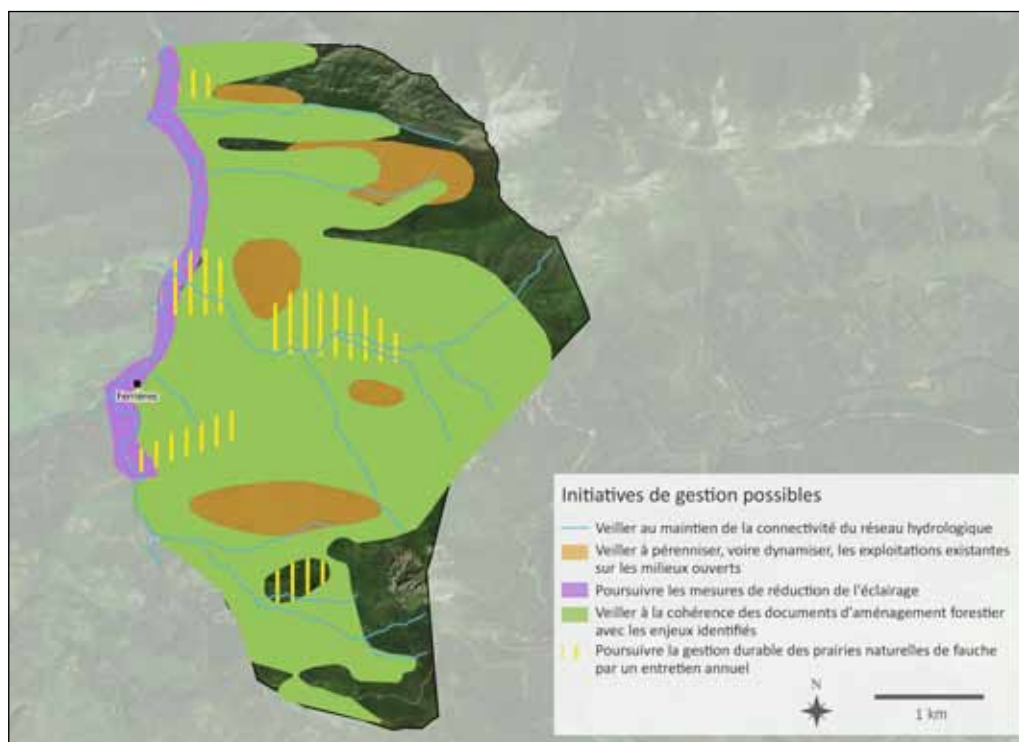 Ferrières
Initiatives de gestion possibles
Veiller au maintien de la connectivité du réseau hydrologique
Veiller à pérenniser, voire dynamiser, les exploitations existantes
sur les milieux ouverts
Poursuivre les mesures de réduction de l'éclairage
Veiller à la cohérence des documents d'aménagement forestier
avec les enjeux identifiés
Poursuivre la gestion durable des prairies naturelles de fauche
par un entretien annuel
N
1 km